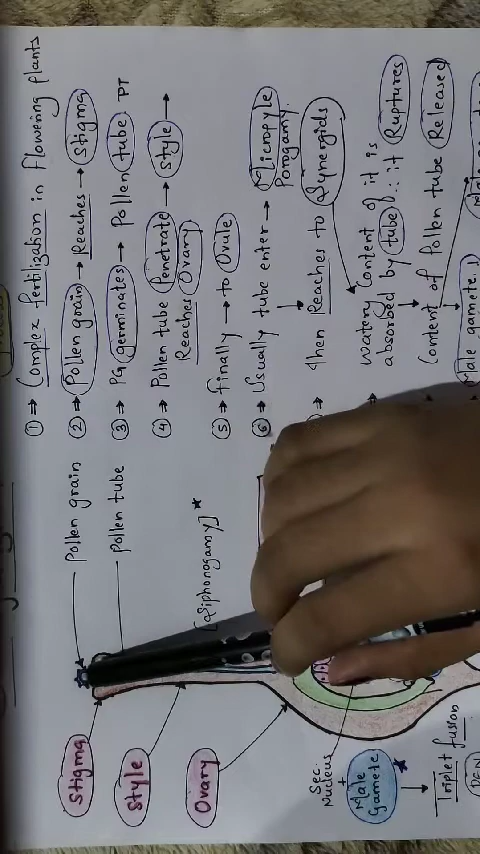 ① ⇒ Complex fertilization in flowering plants
② ⇒ Pollen grain → Reaches → Stigma
③ ⇒ PG germinates → Pollen tube PT
④ ⇒ Pollen tube Penetrate → Style →
Reaches Ovary
⑤ ⇒ Finally → to Ovule
⑥ ⇒ Usually tube enter → Micropyle
Porogamy.
⇒ Then Reaches to Synergids
⇒ watery Content of it is
absorbed by tube ∴ it Ruptures
Content of Pollen tube Released
Male gamete
Pollen grain
Pollen tube
[Siphonogamy] *
Stigma
Style
Ovary
Sec.
Nucleus
+
Male
Gamete
*
Triplet fusion